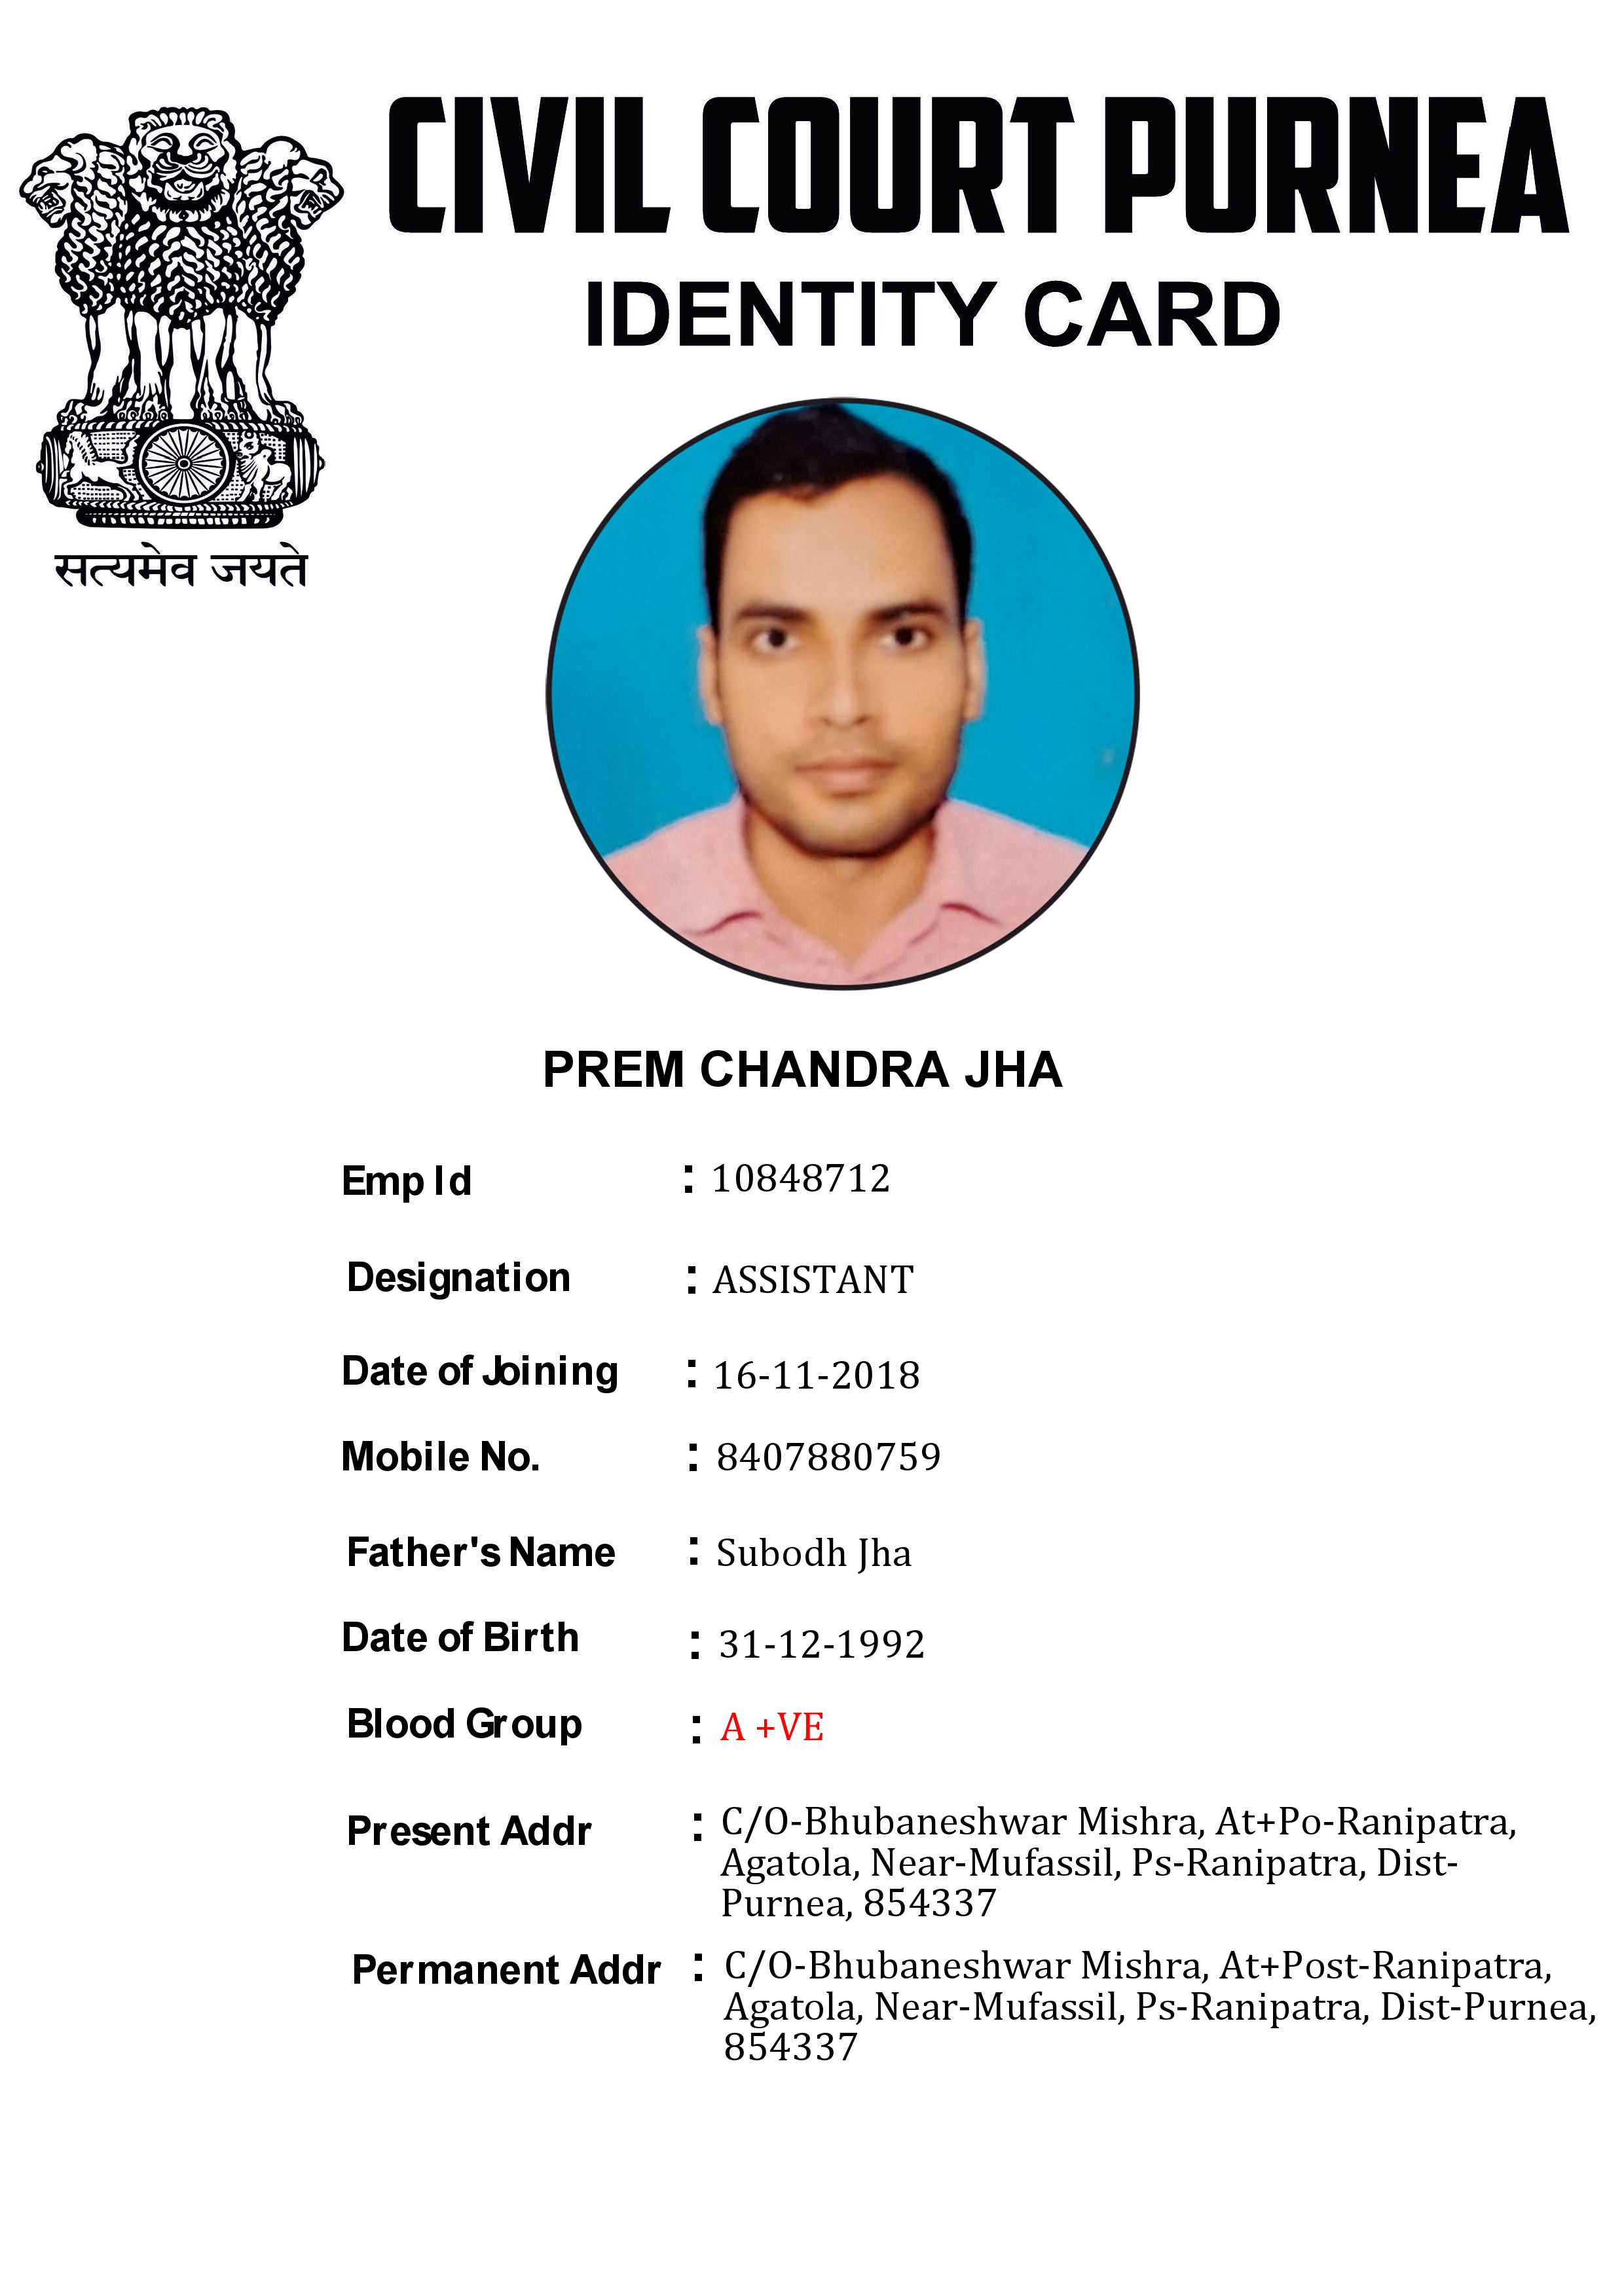 CIVIL COURT PURNEA
IDENTITY CARD
सत्यमेव जयते
PREM CHANDRA JHA
Emp Id : 10848712
Designation : ASSISTANT
Date of Joining : 16-11-2018
Mobile No. : 8407880759
Father's Name : Subodh Jha
Date of Birth : 31-12-1992
Blood Group : A +VE
Present Addr : C/O-Bhubaneshwar Mishra, At+Po-Ranipatra,
Agatola, Near-Mufassil, Ps-Ranipatra, Dist-
Purnea, 854337
Permanent Addr : C/O-Bhubaneshwar Mishra, At+Post-Ranipatra,
Agatola, Near-Mufassil, Ps-Ranipatra, Dist-Purnea,
854337